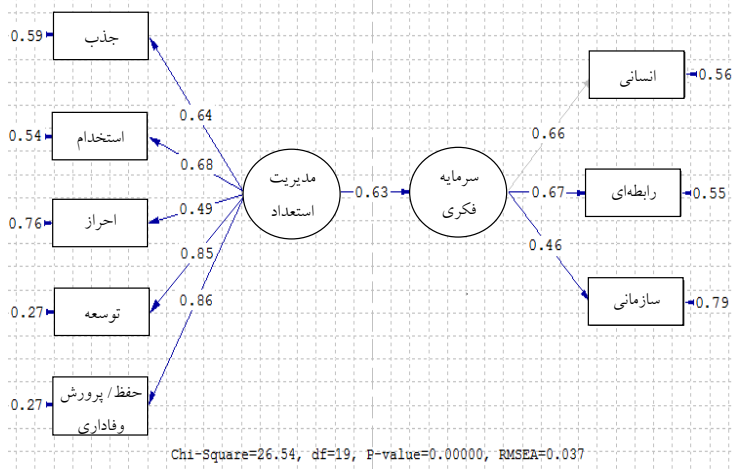 0.59
جذب
0.54
استخدام
0.76
احراز
0.27
توسعه
0.27
حفظ/ پرورش
وفاداری
0.64
0.68
0.49
0.85
0.86
مدیریت
استعداد
0.63
سرمایه
فکری
0.66
0.67
0.46
انسانی
0.56
رابطه‌ای
0.55
سازمانی
0.79
Chi-Square=26.54, df=19, P-value=0.00000, RMSEA=0.037